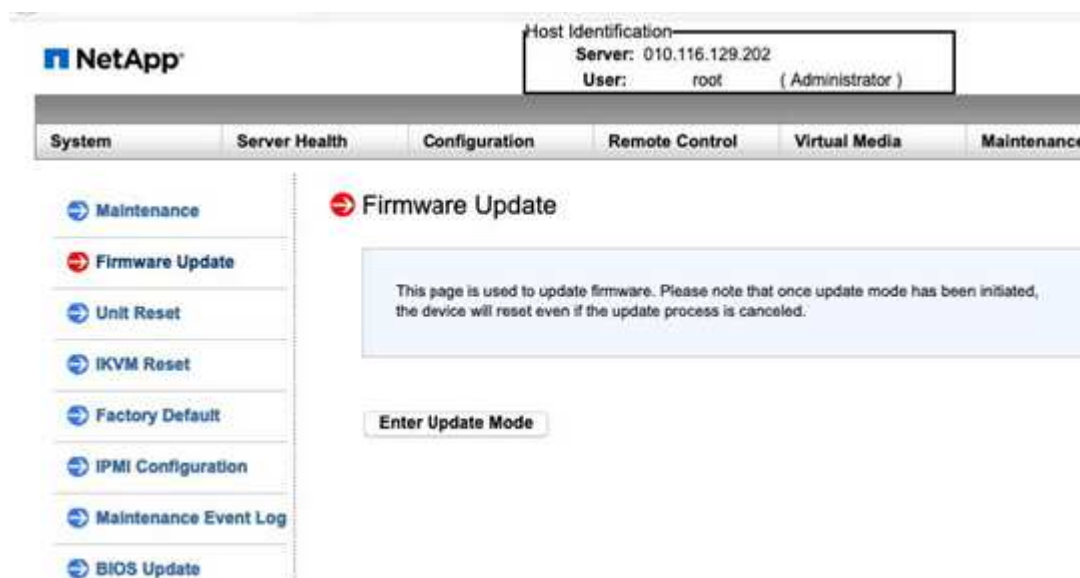 Host Identification
NetApp
Server: 010.116.129.202
User: root ( Administrator )
System Server Health Configuration Remote Control Virtual Media Maintenance
Maintenance
Firmware Update
Firmware Update
This page is used to update firmware. Please note that once update mode has been initiated,
the device will reset even if the update process is canceled.
Unit Reset
IKVM Reset
Factory Default
Enter Update Mode
IPMI Configuration
Maintenance Event Log
BIOS Update